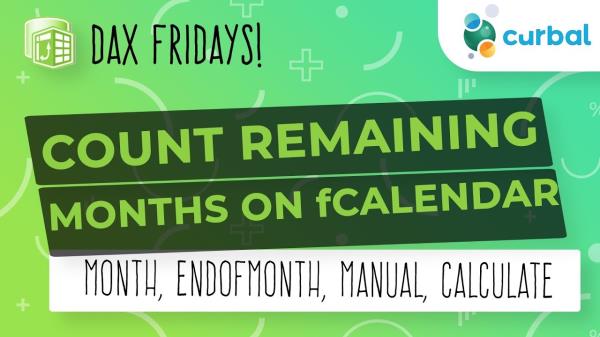 DAX FRIDAYS!
curbal
COUNT REMAINING
MONTHS ON fCALENDAR
MONTH, ENDOFMONTH, MANUAL, CALCULATE